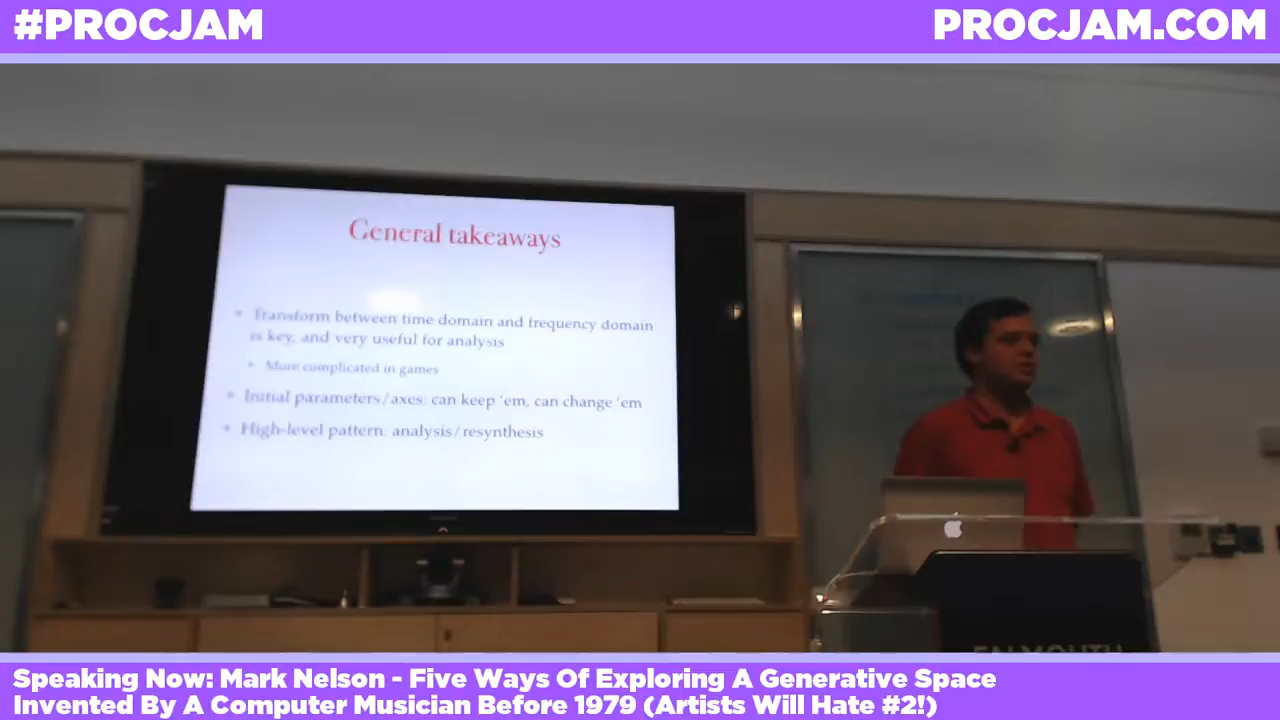 #PROCJAM
PROCJAM.COM
General takeaways
Transform between time domain and frequency domain
is key, and very useful for analysis
More complicated in games
Initial parameters/axes: can keep 'em, can change 'em
High-level pattern: analysis/resynthesis
FALMOUTH
Speaking Now: Mark Nelson - Five Ways Of Exploring A Generative Space
Invented By A Computer Musician Before 1979 (Artists Will Hate #2!)